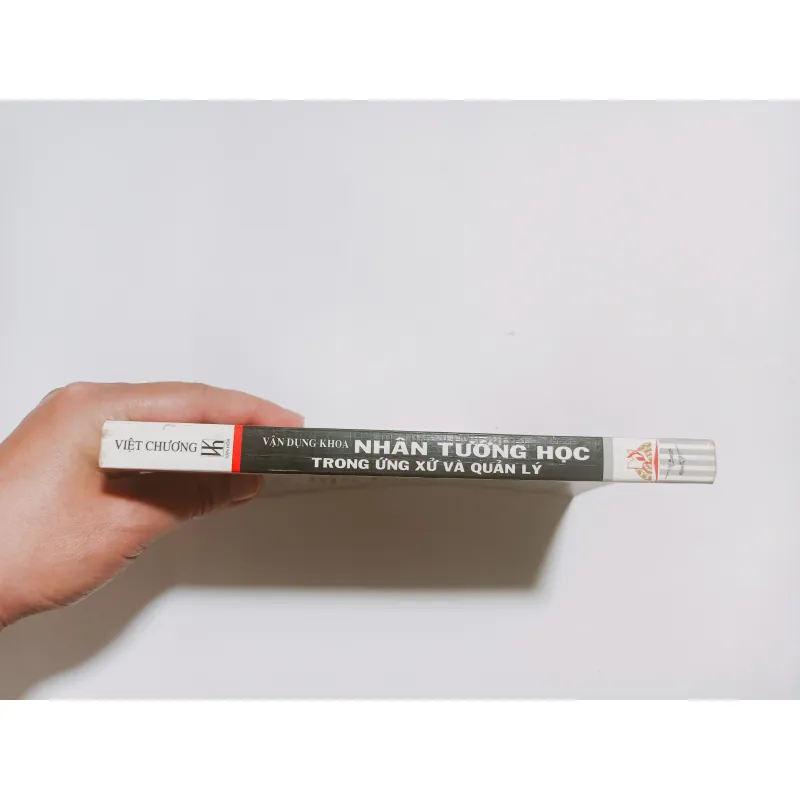 VIỆT CHƯƠNG
VẬN DỤNG KHOA NHÂN TƯỚNG HỌC
TRONG ỨNG XỬ VÀ QUẢN LÝ